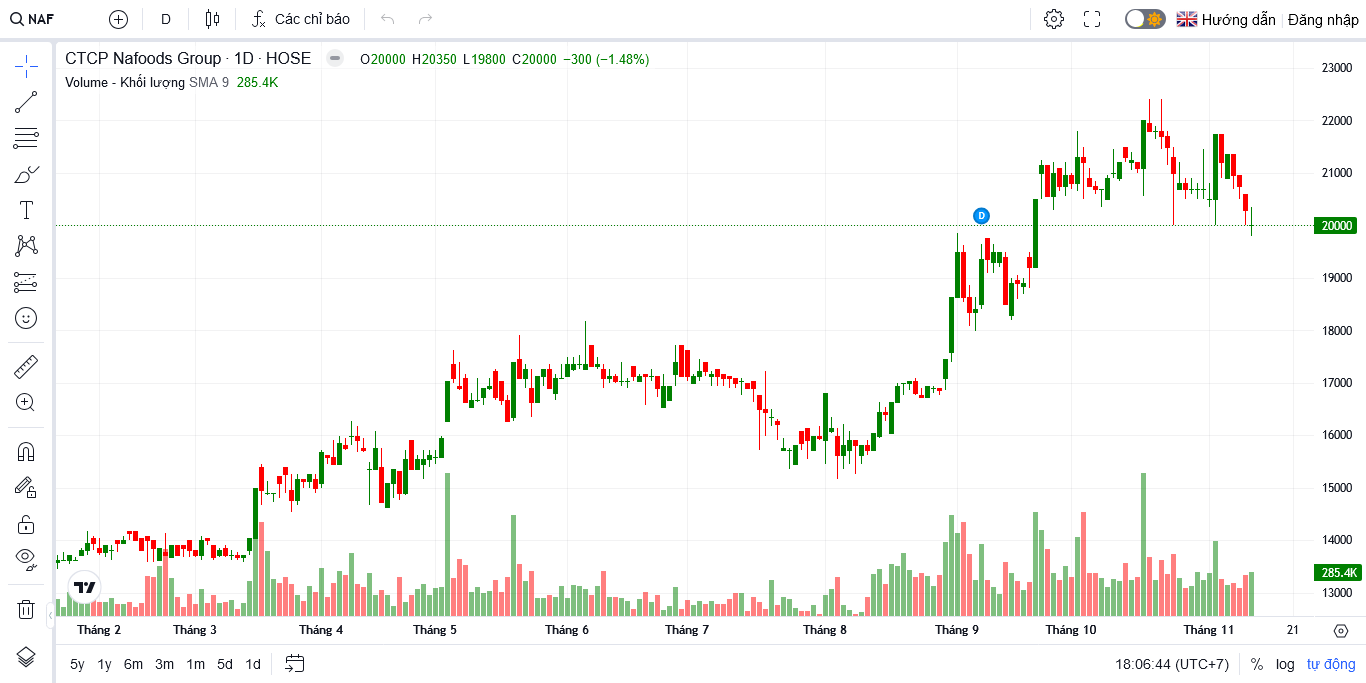 NAF D Các chỉ báo Hướng dẫn Đăng nhập
CTCP Nafoods Group · 1D · HOSE O20000 H20350 L19800 C20000 −300 (−1.48%)
Volume - Khối lượng SMA 9 285.4K
23000
22000
21000
D
20000
19000
18000
17000
16000
15000
14000
285.4K
13000
Tháng 2 Tháng 3 Tháng 4 Tháng 5 Tháng 6 Tháng 7 Tháng 8 Tháng 9 Tháng 10 Tháng 11 21
5y 1y 6m 3m 1m 5d 1d 18:06:44 (UTC+7) % log tự động